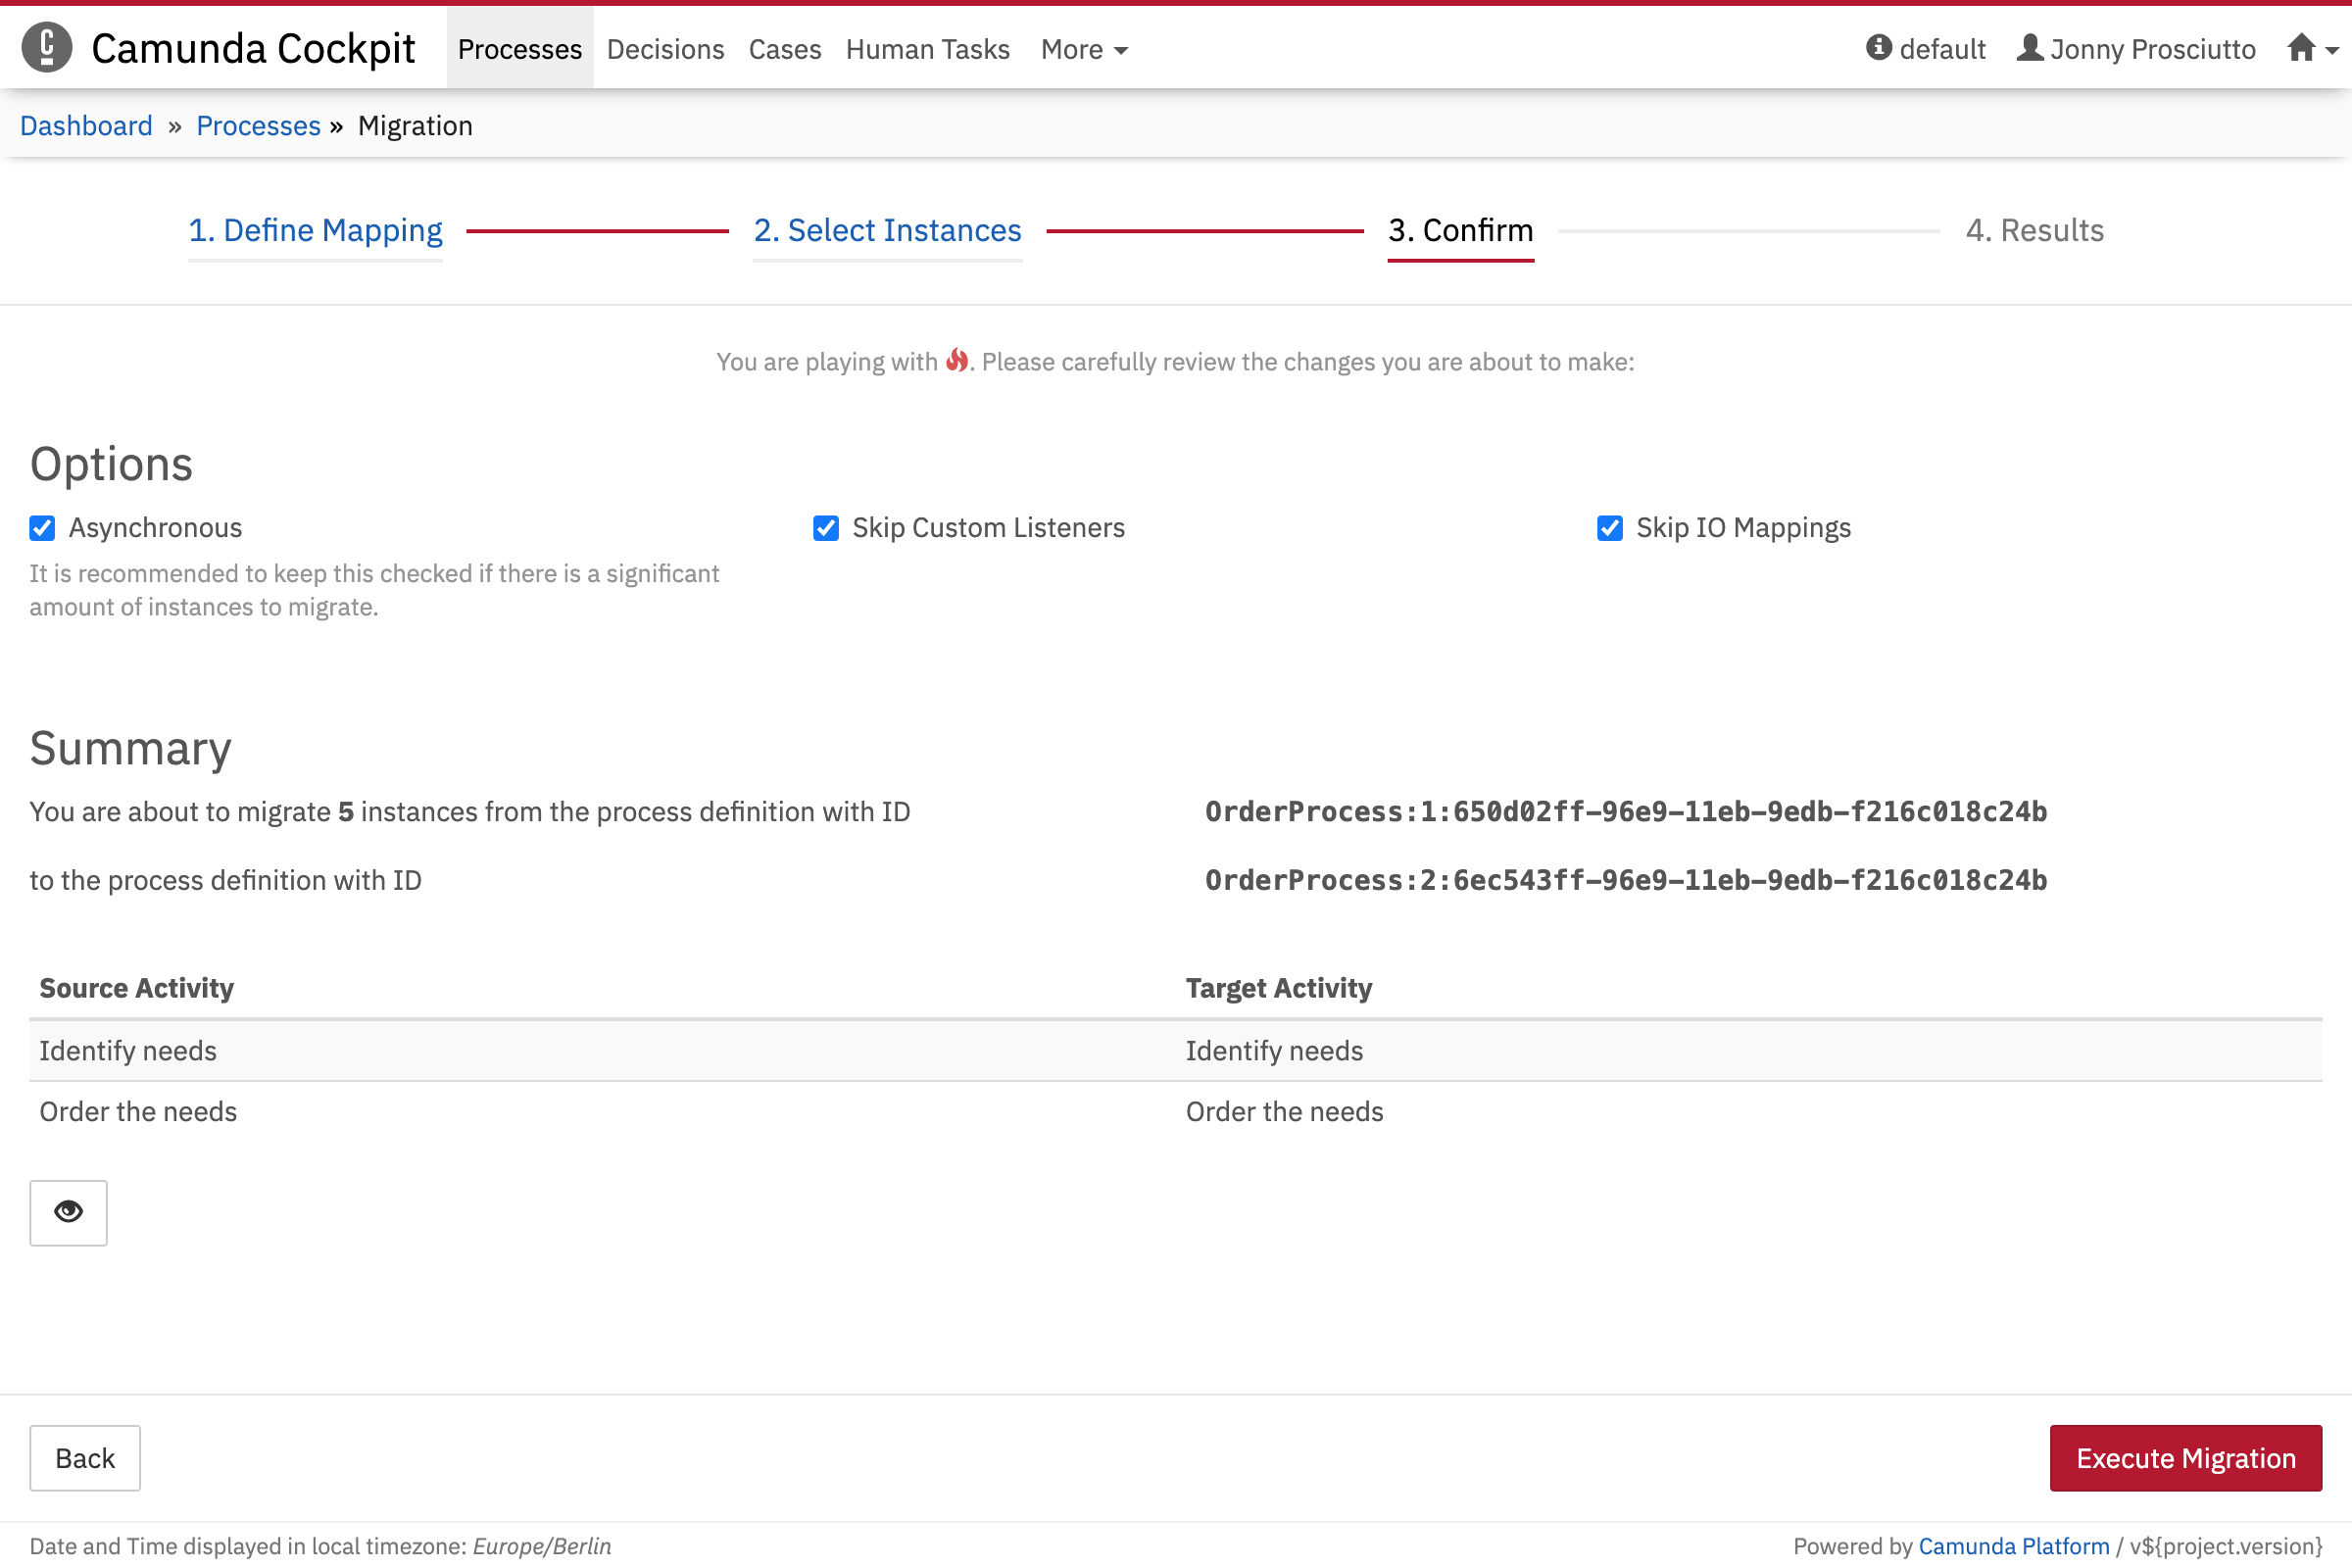 Camunda Cockpit Processes Decisions Cases Human Tasks More default Jonny Prosciutto
Dashboard » Processes » Migration
1. Define Mapping 2. Select Instances 3. Confirm 4. Results
You are playing with . Please carefully review the changes you are about to make:
Options
Asynchronous Skip Custom Listeners Skip IO Mappings
It is recommended to keep this checked if there is a significant
amount of instances to migrate.
Summary
You are about to migrate 5 instances from the process definition with ID OrderProcess:1:650d02ff-96e9-11eb-9edb-f216c018c24b
to the process definition with ID OrderProcess:2:6ec543ff-96e9-11eb-9edb-f216c018c24b
Source Activity Target Activity
Identify needs Identify needs
Order the needs Order the needs
Back Execute Migration
Date and Time displayed in local timezone: Europe/Berlin Powered by Camunda Platform / v${project.version}